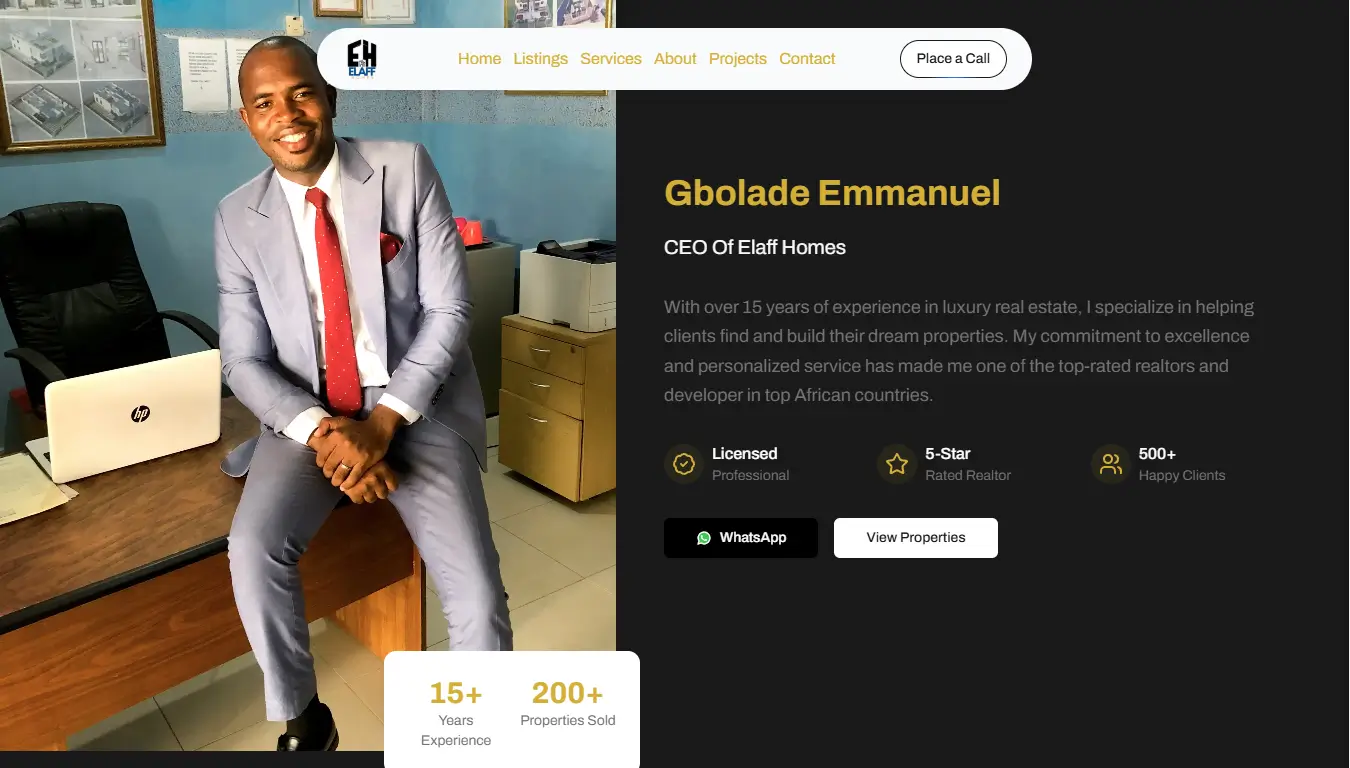 EH
ELAFF
Home Listings Services About Projects Contact
Place a Call
hp
Gbolade Emmanuel
CEO Of Elaff Homes
With over 15 years of experience in luxury real estate, I specialize in helping
clients find and build their dream properties. My commitment to excellence
and personalized service has made me one of the top-rated realtors and
developer in top African countries.
Licensed
Professional
5-Star
Rated Realtor
500+
Happy Clients
WhatsApp
View Properties
15+
Years
Experience
200+
Properties Sold